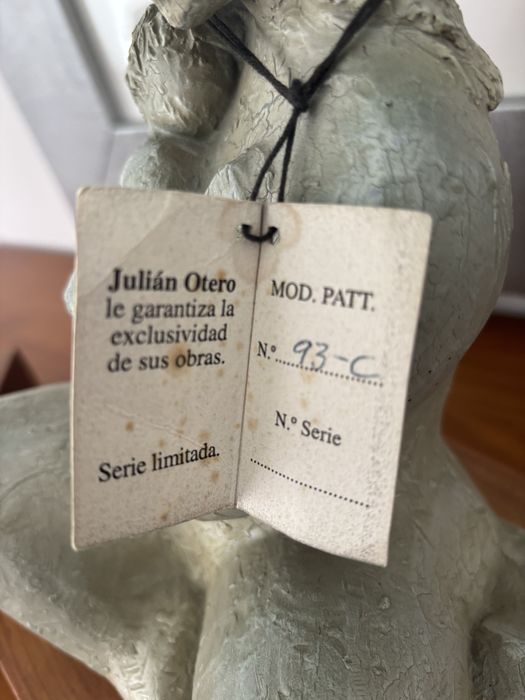 Julián Otero
le garantiza la
exclusividad
de sus obras.
Serie limitada.
MOD. PATT.
N.º 93-C
N.º Serie